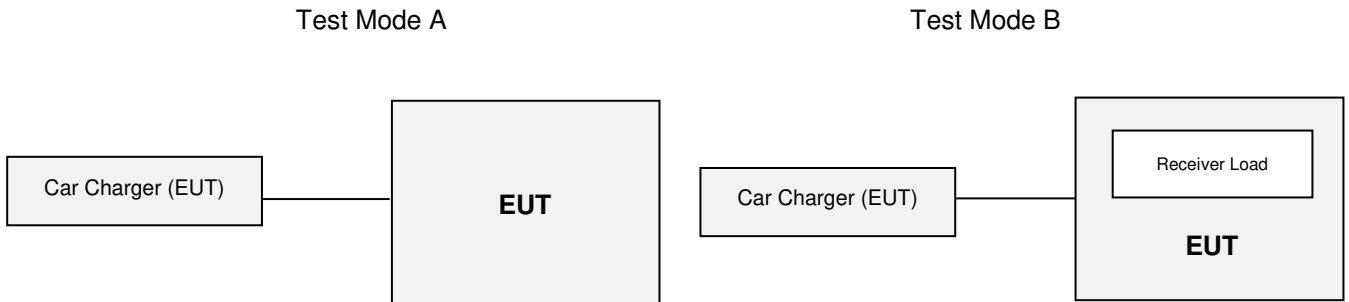 Test Mode A
Car Charger (EUT)
EUT
Test Mode B
Car Charger (EUT)
Receiver Load
EUT